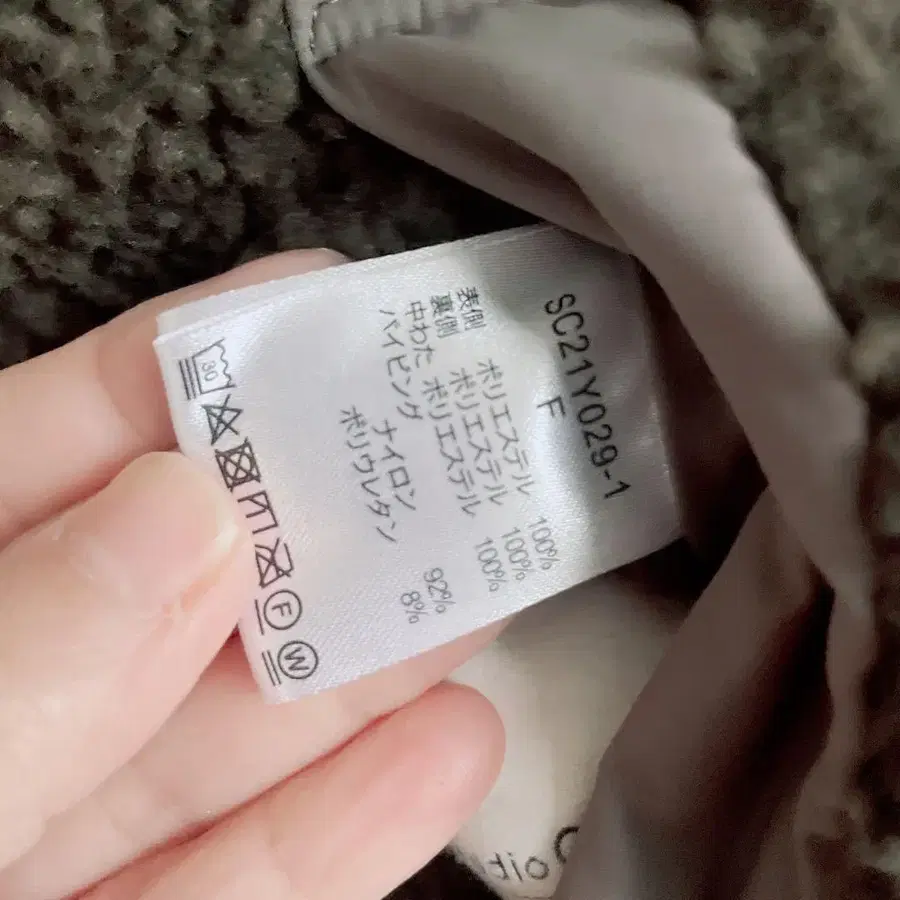 SC21Y029-1
F
表側 ポリエステル 100%
裏側 ポリエステル 100%
中わた ポリエステル 100%
パイピング ナイロン 92%
ポリウレタン 8%
30
F
W
dio